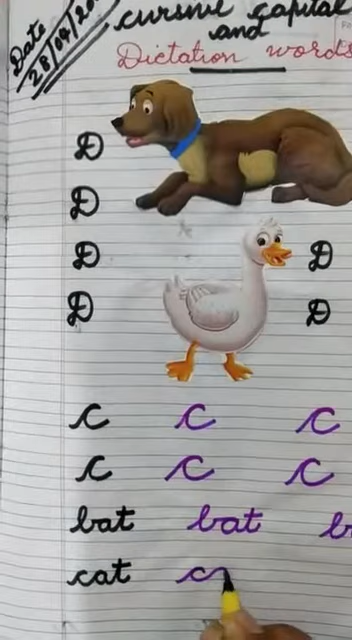 Date
28/04/20
cursive capital
and
Dictation words
D
D
D D
D D
c c c
c c c
bat bat b
cat c